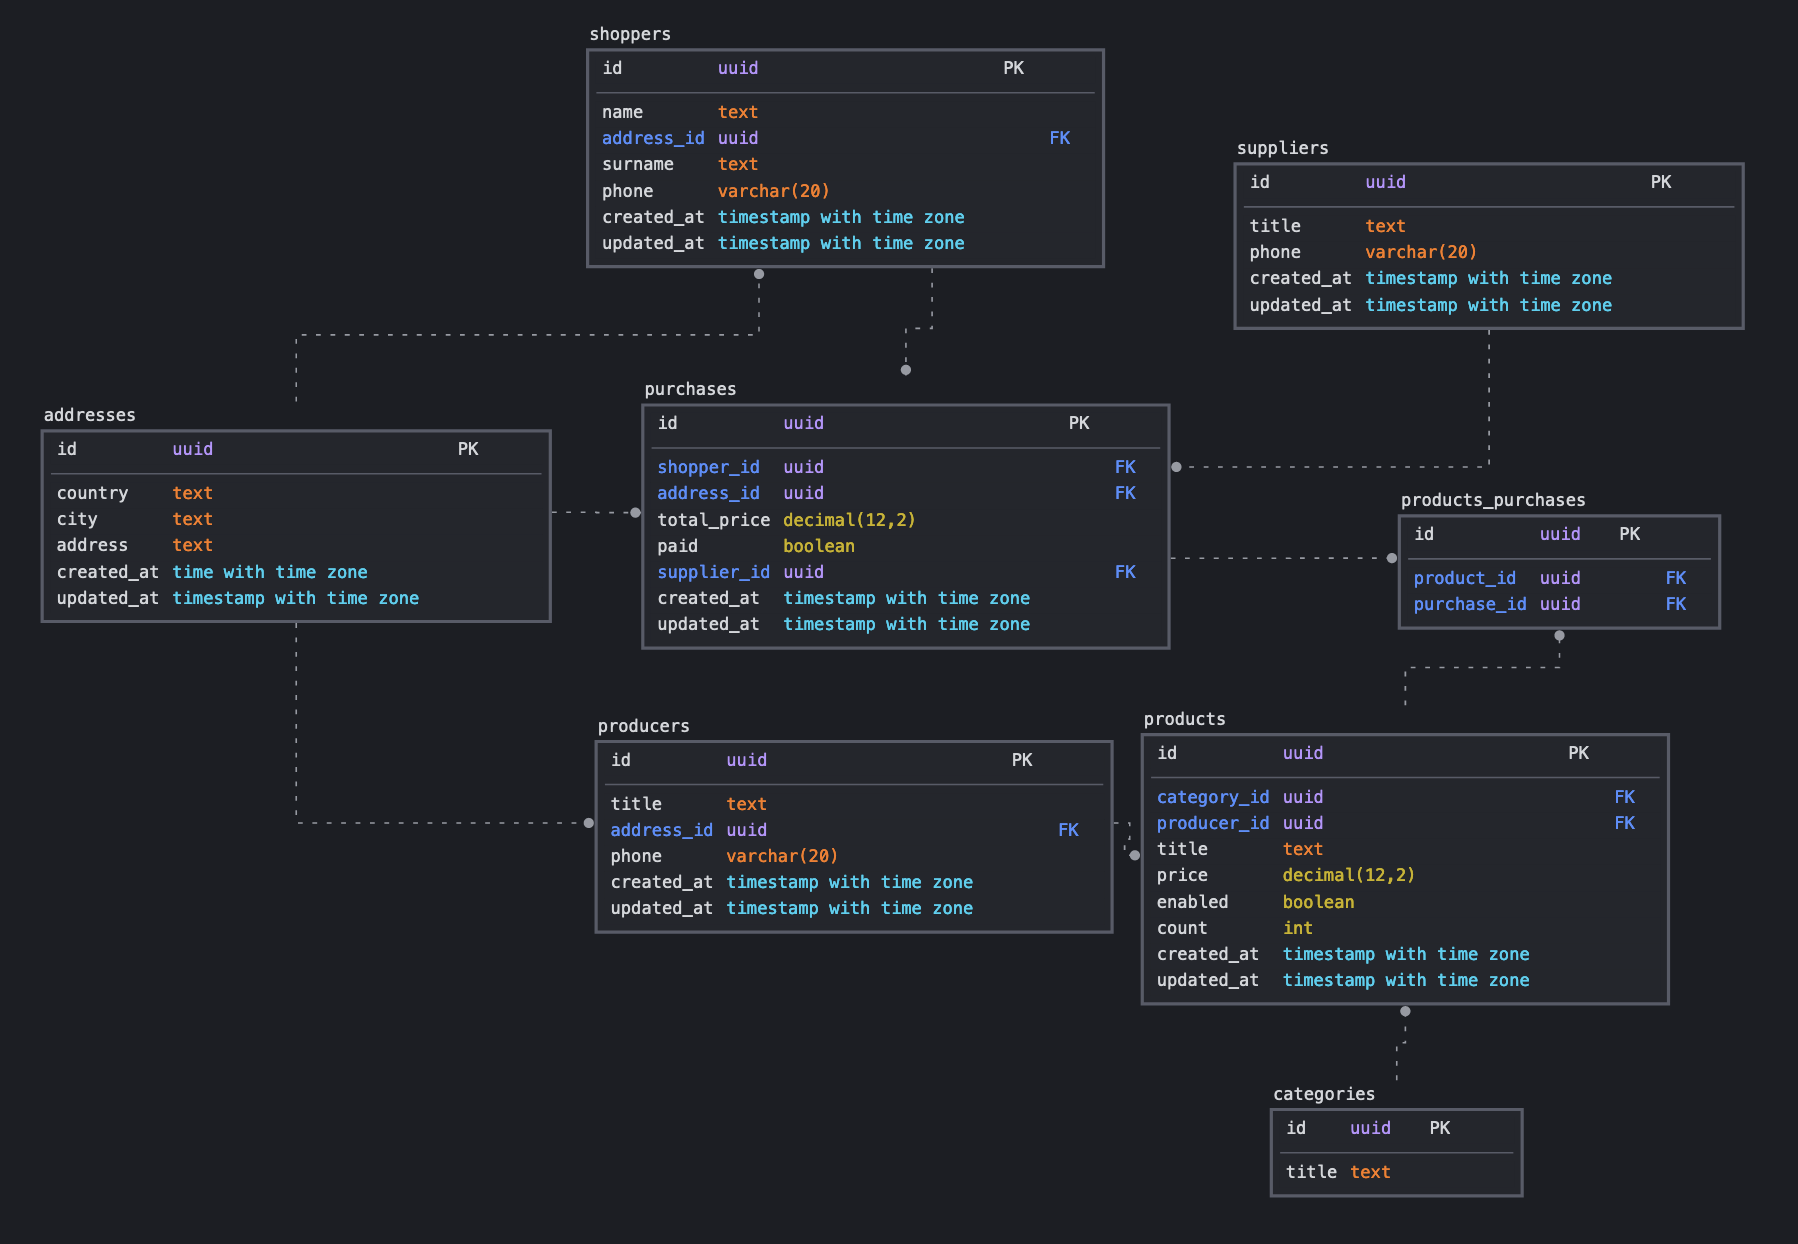 shoppers
id uuid PK
name text
address_id uuid FK
surname text
phone varchar(20)
created_at timestamp with time zone
updated_at timestamp with time zone
suppliers
id uuid PK
title text
phone varchar(20)
created_at timestamp with time zone
updated_at timestamp with time zone
addresses
id uuid PK
country text
city text
address text
created_at time with time zone
updated_at timestamp with time zone
purchases
id uuid PK
shopper_id uuid FK
address_id uuid FK
total_price decimal(12,2)
paid boolean
supplier_id uuid FK
created_at timestamp with time zone
updated_at timestamp with time zone
products_purchases
id uuid PK
product_id uuid FK
purchase_id uuid FK
producers
id uuid PK
title text
address_id uuid FK
phone varchar(20)
created_at timestamp with time zone
updated_at timestamp with time zone
products
id uuid PK
category_id uuid FK
producer_id uuid FK
title text
price decimal(12,2)
enabled boolean
count int
created_at timestamp with time zone
updated_at timestamp with time zone
categories
id uuid PK
title text